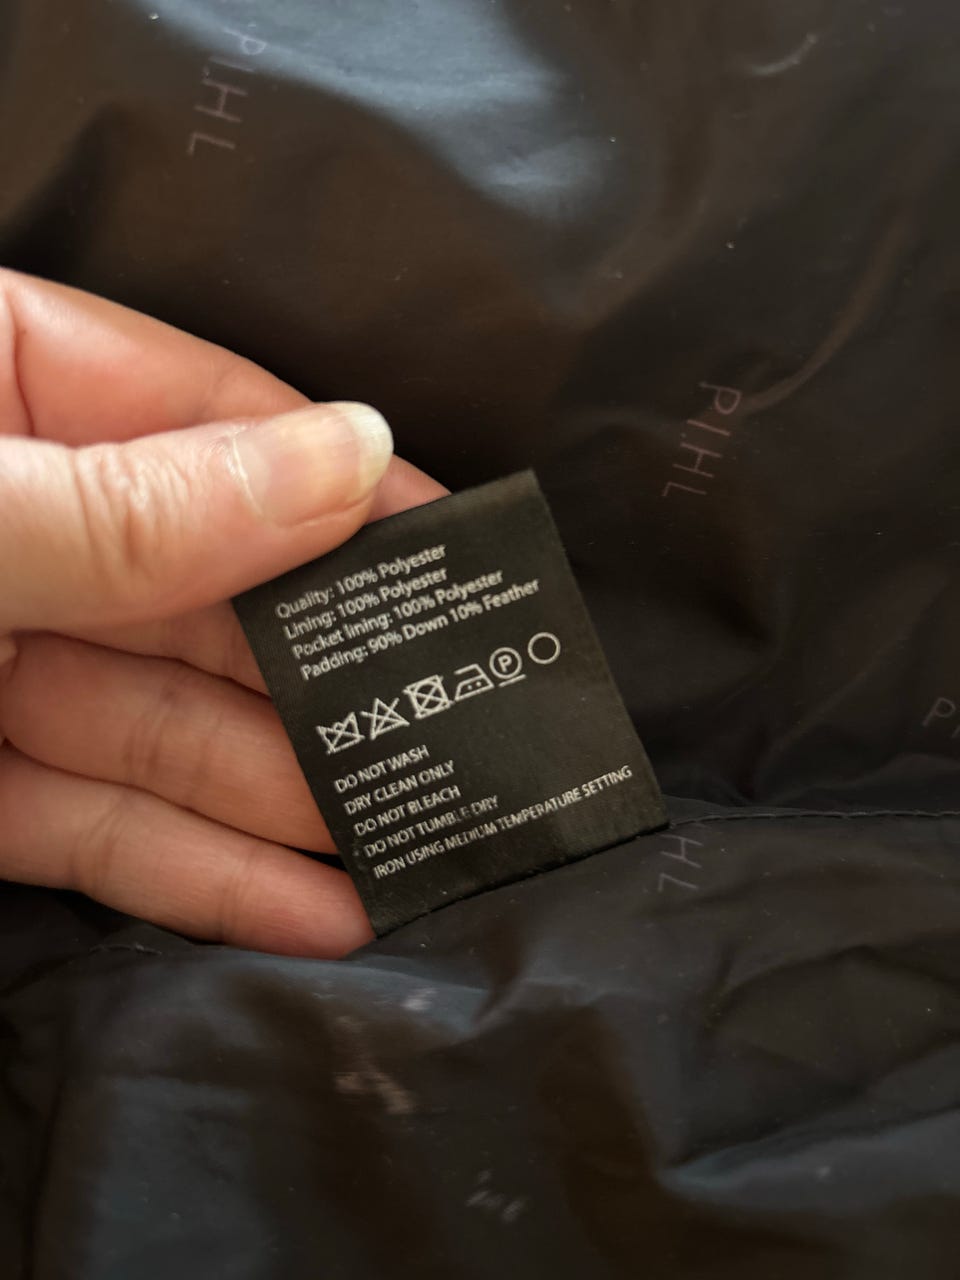 PIHL
PIHL
Quality: 100% Polyester
Lining: 100% Polyester
Pocket lining: 100% Polyester
Padding: 90% Down 10% Feather
P
DO NOT WASH
DRY CLEAN ONLY
DO NOT BLEACH
DO NOT TUMBLE DRY
IRON USING MEDIUM TEMPERATURE SETTING
P
HL